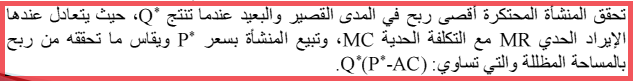 تحقق المنشأة المحتكرة أقصى ربح في المدى القصير والبعيد عندما تنتج Q*، حيث يتعادل عندها
الإيراد الحدي MR مع التكلفة الحدية MC، وتبيع المنشأة بسعر P* ويقاس ما تحققه من ربح
بالمساحة المظللة والتي تساوي: Q*(P*-AC).